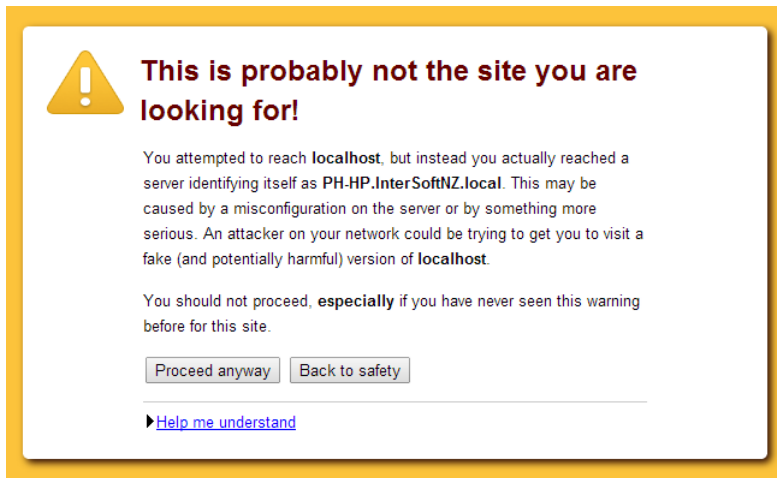 This is probably not the site you are
looking for!
You attempted to reach localhost, but instead you actually reached a
server identifying itself as PH-HP.InterSoftNZ.local. This may be
caused by a misconfiguration on the server or by something more
serious. An attacker on your network could be trying to get you to visit a
fake (and potentially harmful) version of localhost.
You should not proceed, especially if you have never seen this warning
before for this site.
Proceed anyway Back to safety
Help me understand